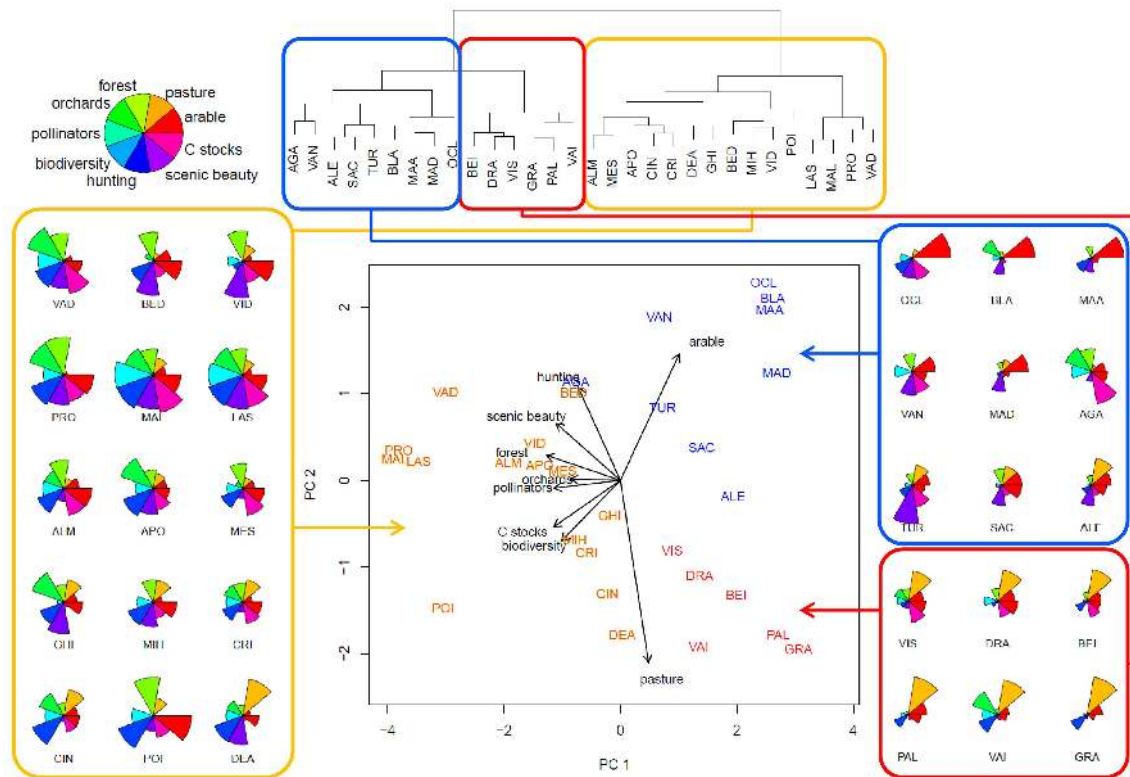 forest
pasture
orchards
arable
pollinators
C stocks
biodiversity
scenic beauty
hunting
AGA VAN ALE SAC TUR BLA MAA MAD OCL BEI DRA VIS GRA PAL VAI ALM MES APO CIN CRI DEA GHI BED MIH VID POI LAS MAL PRO VAD
VAD BED VID
PRO MAL LAS
ALM APO MES
GHI MIH CRI
CIN POI DEA
PC 2
2
1
0
−1
−2
OCL
BLA
VAN
MAA
arable
MAD
hunting
AGA
VAD
BED
TUR
scenic beauty
VID
SAC
PRO
forest
MAL LAS
ALM APO
MES
orchards
pollinators
ALE
GHI
C stocks
MIH
biodiversity
CRI
VIS
DRA
CIN
BEI
POI
DEA
PAL
VAI
GRA
pasture
−4 −2 0 2 4
PC 1
OCL BLA MAA
VAN MAD AGA
TUR SAC ALE
VIS DRA BEI
PAL VAI GRA